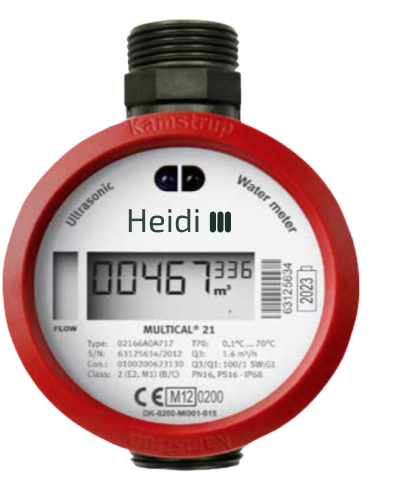 Kamstrup
Ultrasonic
Water meter
Heidi
00467336
m³
63125634
2023
FLOW
MULTICAL® 21
Type: 02166A0A717 T70: 0,1°C ... 70°C
S/N: 63125634/2012 Q3: 1.6 m³/h
Con.: 0100200623130 Q3/Q1: 100/1 SW:G1
Class: 2 (E2, M1) (B/C) PN16, PS16 - IP68
CE M12 0200
DK-0200-MI001-015
Kamstrup